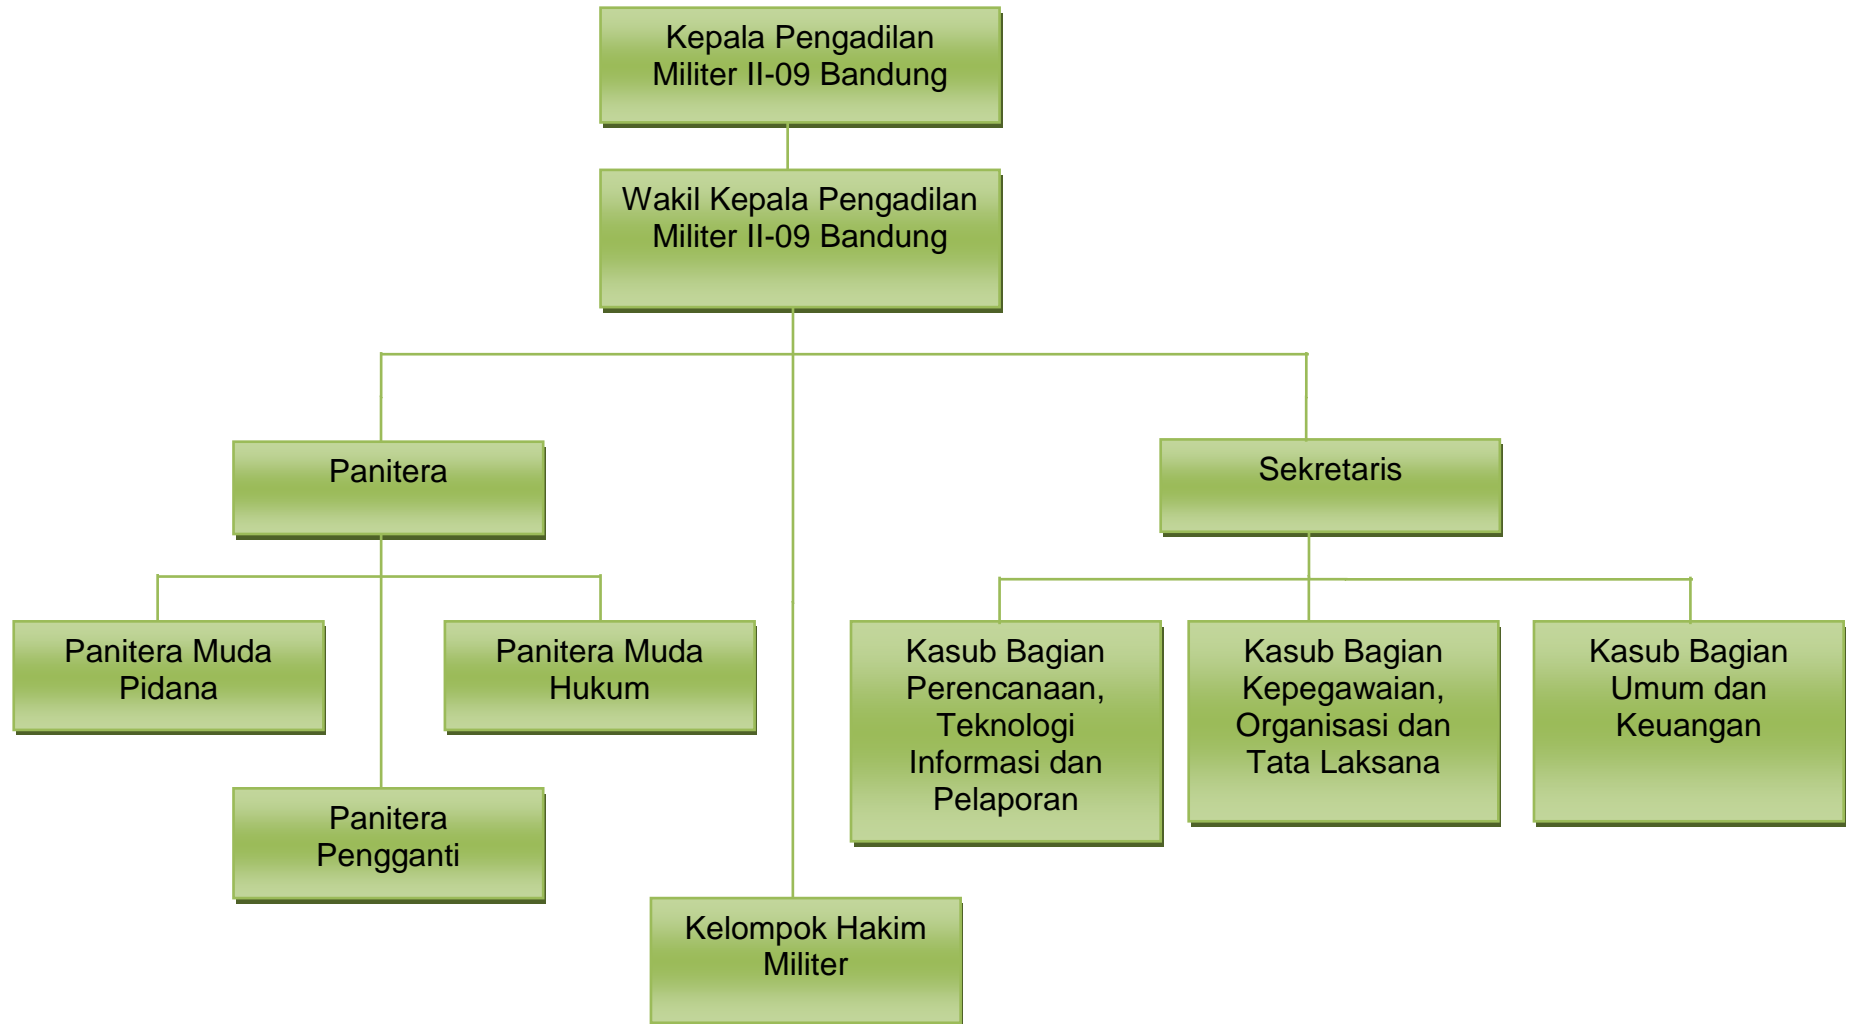 Kepala Pengadilan
Militer II-09 Bandung
Wakil Kepala Pengadilan
Militer II-09 Bandung
Panitera
Sekretaris
Panitera Muda
Pidana
Panitera Muda
Hukum
Kasub Bagian
Perencanaan,
Teknologi
Informasi dan
Pelaporan
Kasub Bagian
Kepegawaian,
Organisasi dan
Tata Laksana
Kasub Bagian
Umum dan
Keuangan
Panitera
Pengganti
Kelompok Hakim
Militer